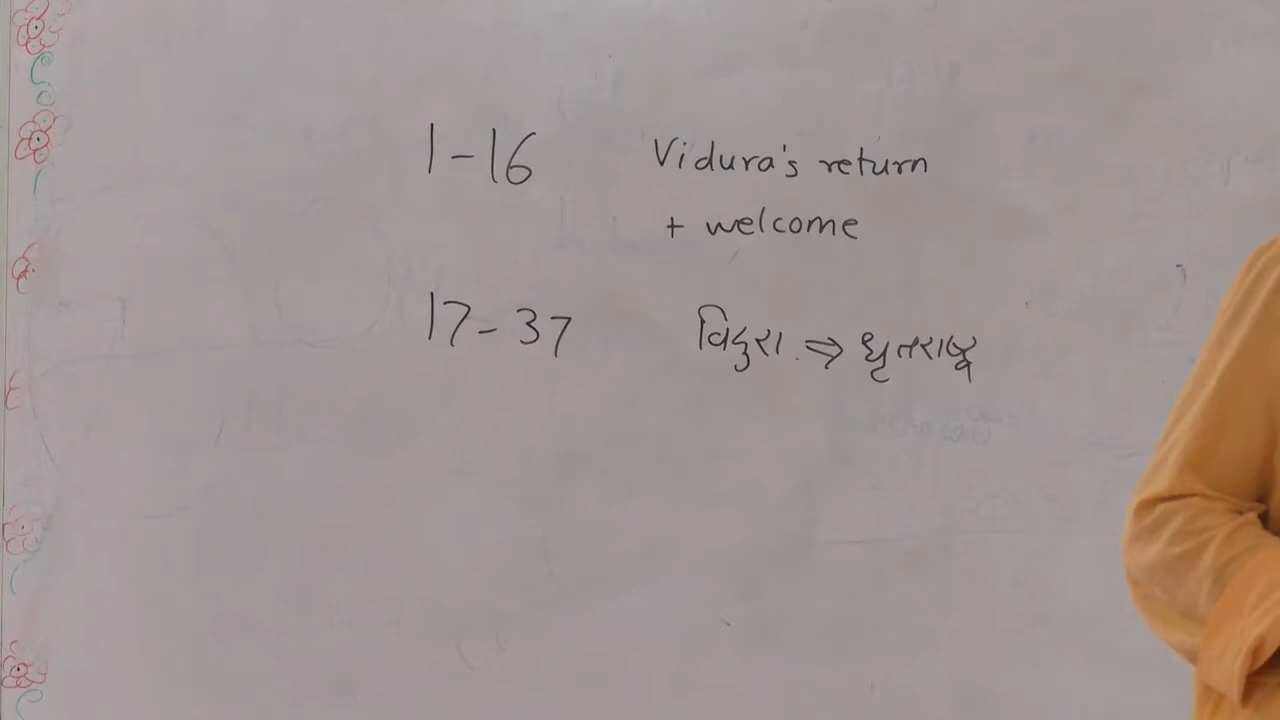 1-16 Vidura's return
+ welcome
17-37 विदुरा. ⇒ धृतराष्ट्र